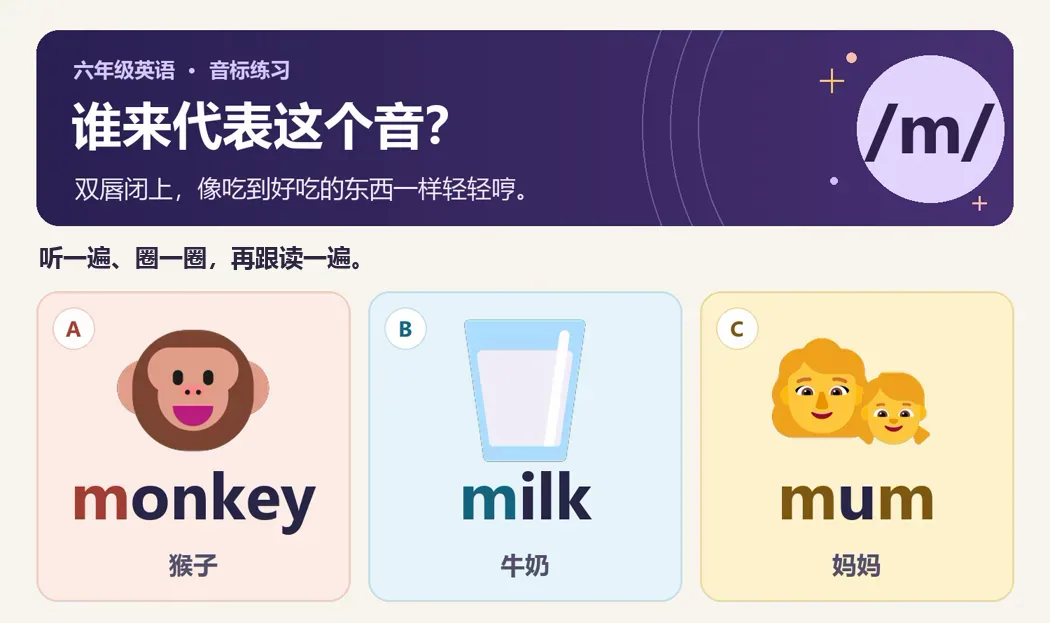 六年级英语 · 音标练习
谁来代表这个音？
双唇闭上，像吃到好吃的东西一样轻轻哼。
/m/
听一遍、圈一圈，再跟读一遍。
A
monkey
猴子
B
milk
牛奶
C
mum
妈妈